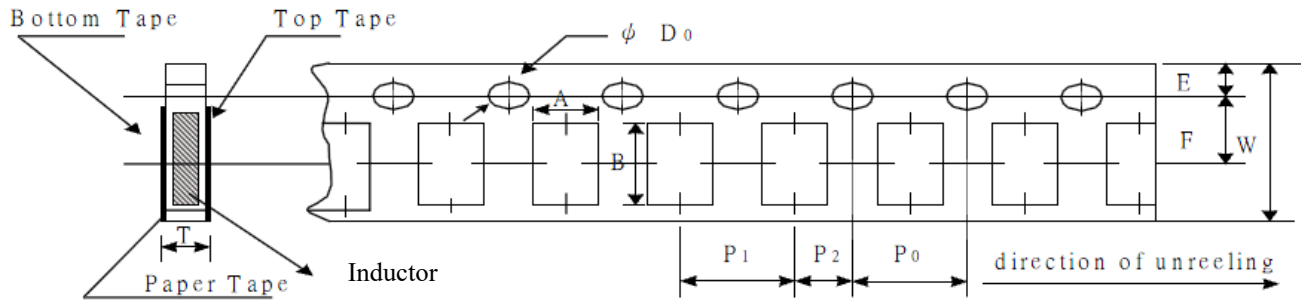 Bottom Tape
Top Tape
ϕ D0
E
A
F
W
B
T
P1
P2
P0
direction of unreeling
Inductor
Paper Tape